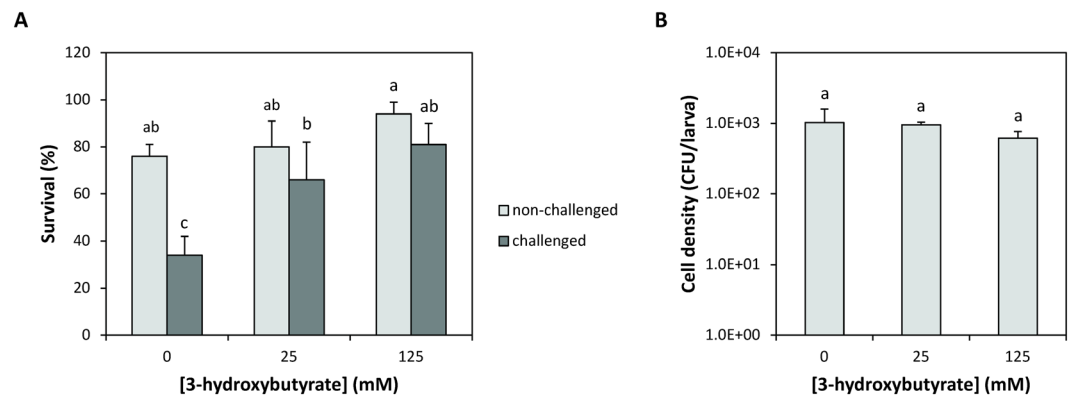 A
120
100
80
60
40
20
0
Survival (%)
ab
c
ab
b
a
ab
0 25 125
[3-hydroxybutyrate] (mM)
non-challenged
challenged
B
1.0E+04
1.0E+03
1.0E+02
1.0E+01
1.0E+00
Cell density (CFU/larva)
a
a
a
0 25 125
[3-hydroxybutyrate] (mM)